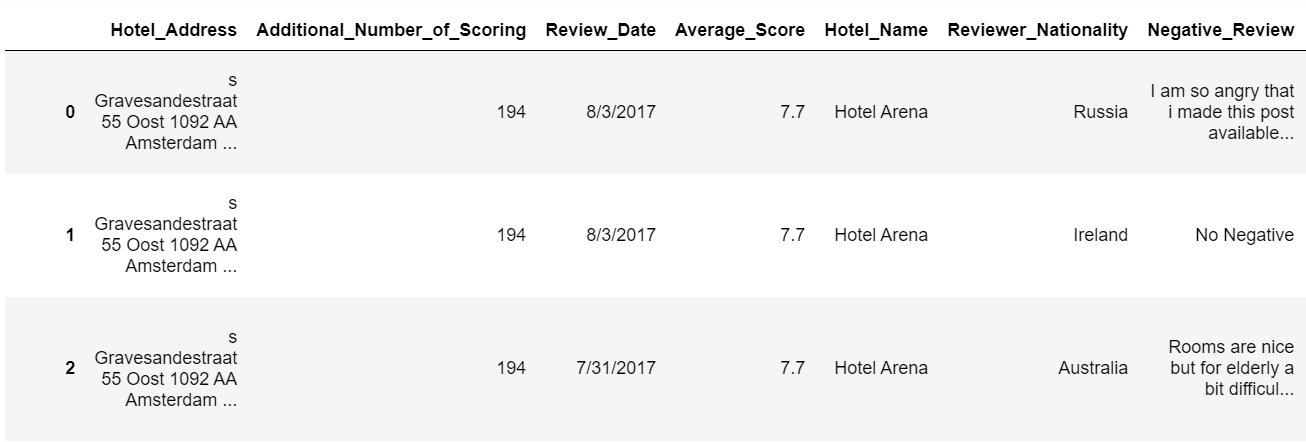 Hotel_Address Additional_Number_of_Scoring Review_Date Average_Score Hotel_Name Reviewer_Nationality Negative_Review
0 s Gravesandestraat 55 Oost 1092 AA Amsterdam ... 194 8/3/2017 7.7 Hotel Arena Russia I am so angry that i made this post available...
1 s Gravesandestraat 55 Oost 1092 AA Amsterdam ... 194 8/3/2017 7.7 Hotel Arena Ireland No Negative
2 s Gravesandestraat 55 Oost 1092 AA Amsterdam ... 194 7/31/2017 7.7 Hotel Arena Australia Rooms are nice but for elderly a bit difficul...